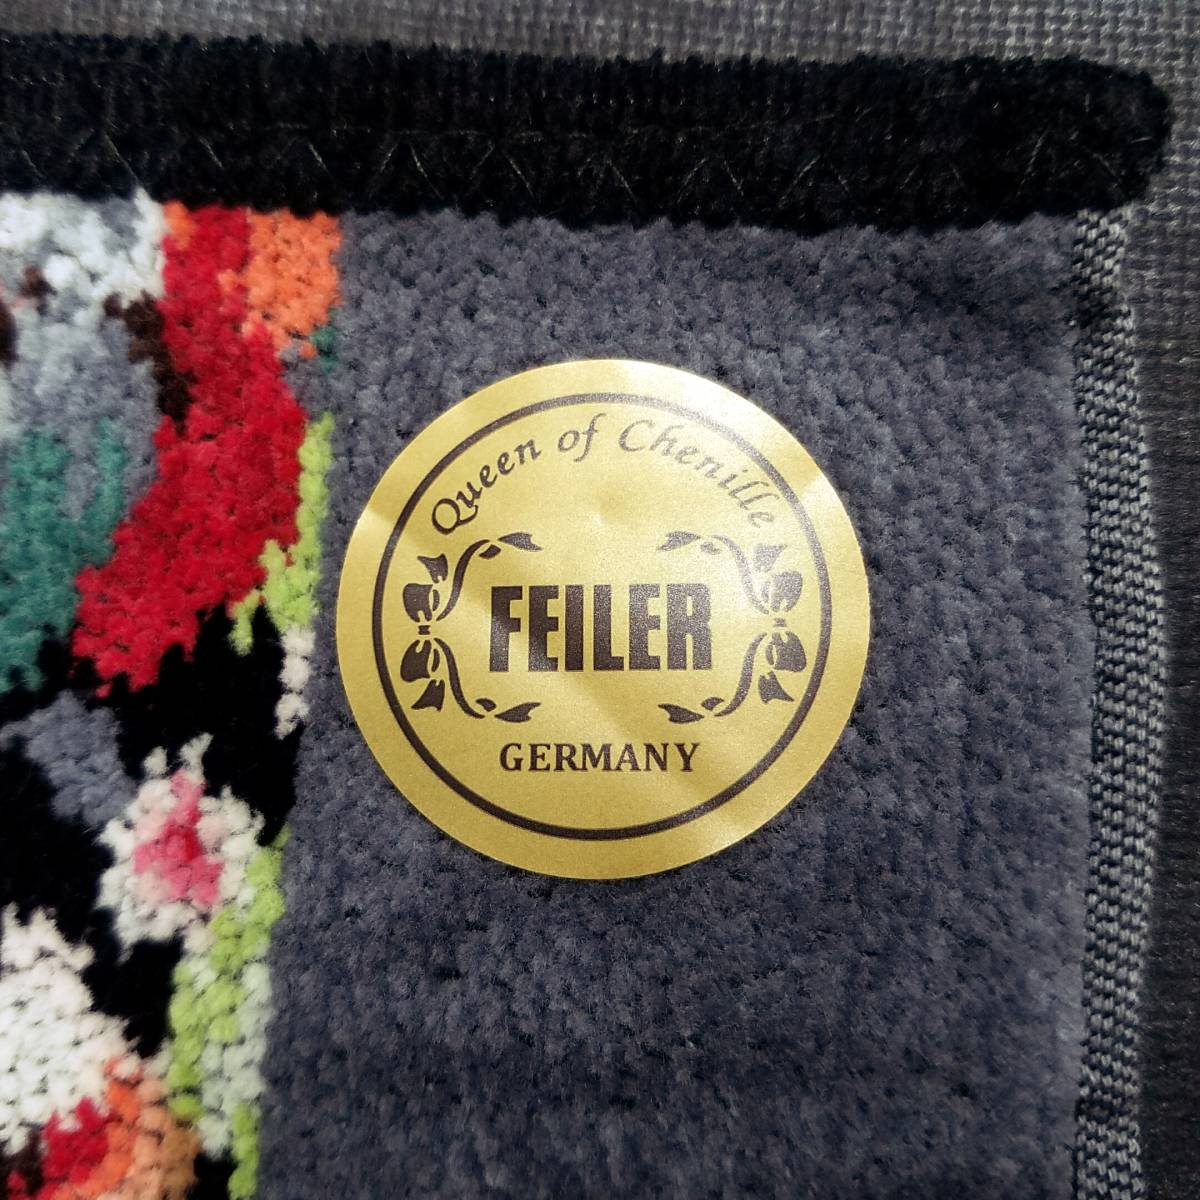 Queen of Chenille
FEILER
GERMANY